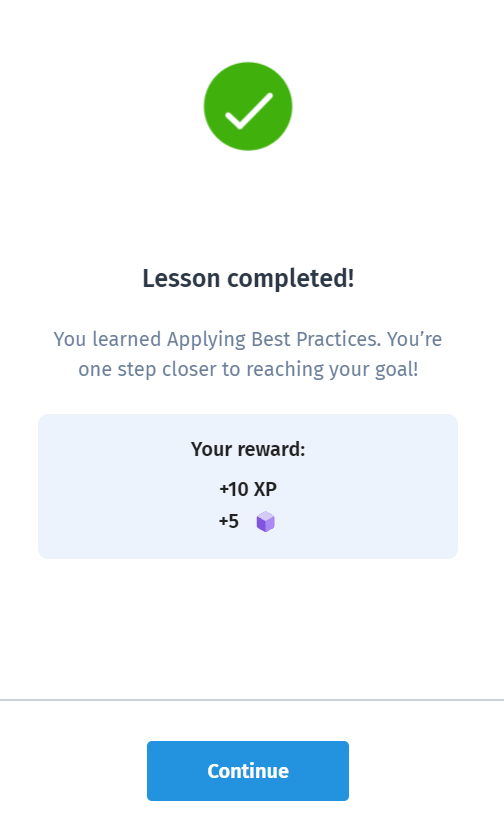 Lesson completed!
You learned Applying Best Practices. You’re
one step closer to reaching your goal!
Your reward:
+10 XP
+5
Continue